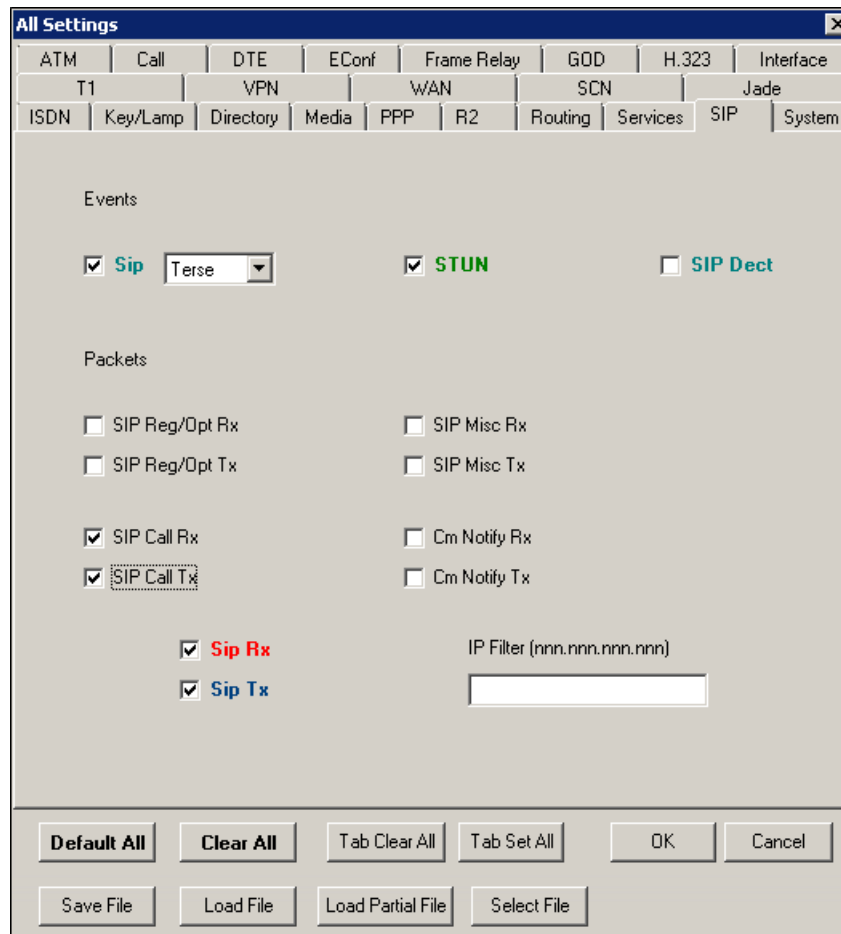 All Settings
ATM Call DTE EConf Frame Relay GOD H.323 Interface
T1 VPN WAN SCN Jade
ISDN Key/Lamp Directory Media PPP R2 Routing Services SIP System
Events
Sip Terse STUN SIP Dect
Packets
SIP Reg/Opt Rx SIP Misc Rx
SIP Reg/Opt Tx SIP Misc Tx
SIP Call Rx Cm Notify Rx
SIP Call Tx Cm Notify Tx
Sip Rx IP Filter (nnn.nnn.nnn.nnn)
Sip Tx
Default All Clear All Tab Clear All Tab Set All OK Cancel
Save File Load File Load Partial File Select File